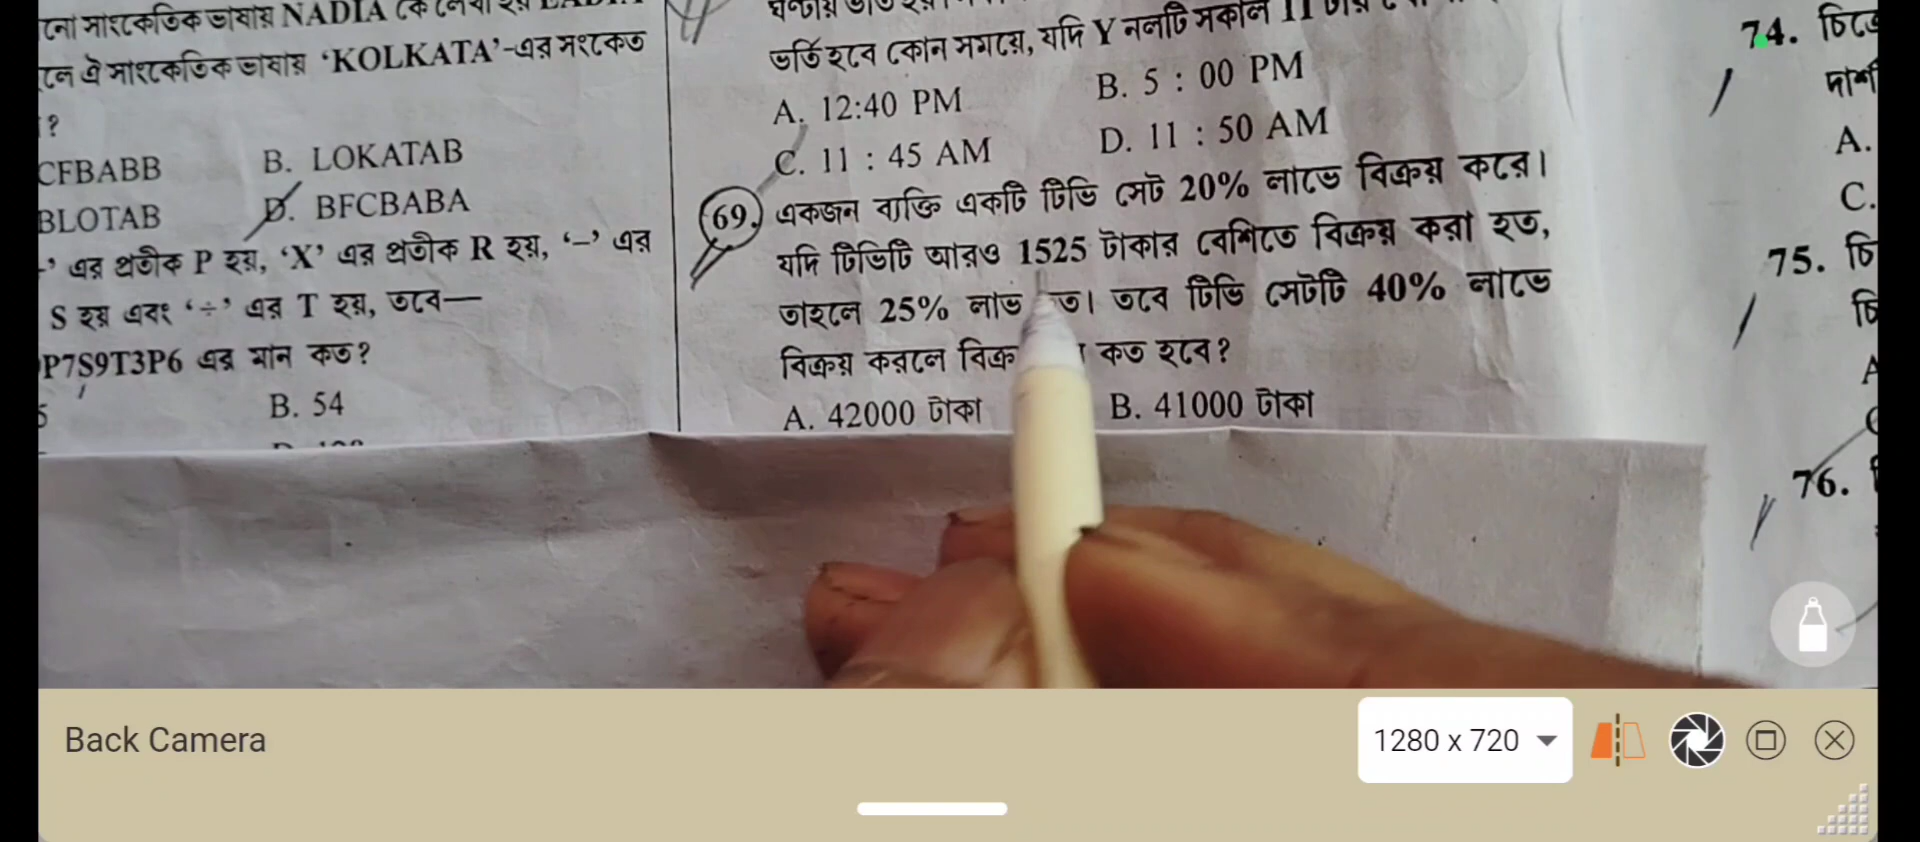 নো সাংকেতিক ভাষায় NADIA কে লেখা হয়
লে ঐ সাংকেতিক ভাষায় ‘KOLKATA’-এর সংকেত
?
CFBABB
B. LOKATAB
BLOTAB
D. BFCBABA
’ এর প্রতীক P হয়, ‘X’ এর প্রতীক R হয়, ‘–’ এর
S হয় এবং ‘÷’ এর T হয়, তবে—
P7S9T3P6 এর মান কত?
5
B. 54
ভর্তি হবে কোন সময়ে, যদি Y নলটি সকাল 11 টায়
A. 12:40 PM
B. 5 : 00 PM
C. 11 : 45 AM
D. 11 : 50 AM
69. একজন ব্যক্তি একটি টিভি সেট 20% লাভে বিক্রয় করে।
যদি টিভিটি আরও 1525 টাকার বেশিতে বিক্রয় করা হত,
তাহলে 25% লাভ ত। তবে টিভি সেটটি 40% লাভে
বিক্রয় করলে বিক্র কত হবে?
A. 42000 টাকা
B. 41000 টাকা
74.
A.
C.
75. চি
চি
A
76.
Back Camera
1280 x 720